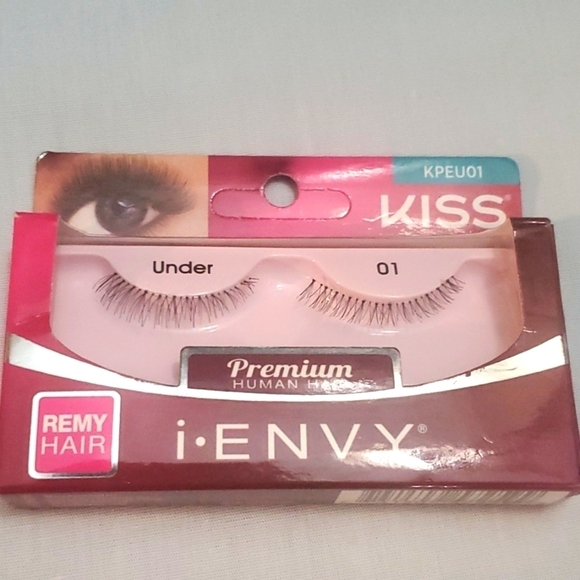 KPEU01
KISS®
Under
01
Premium
HUMAN HAIR
REMY
HAIR
i•ENVY®